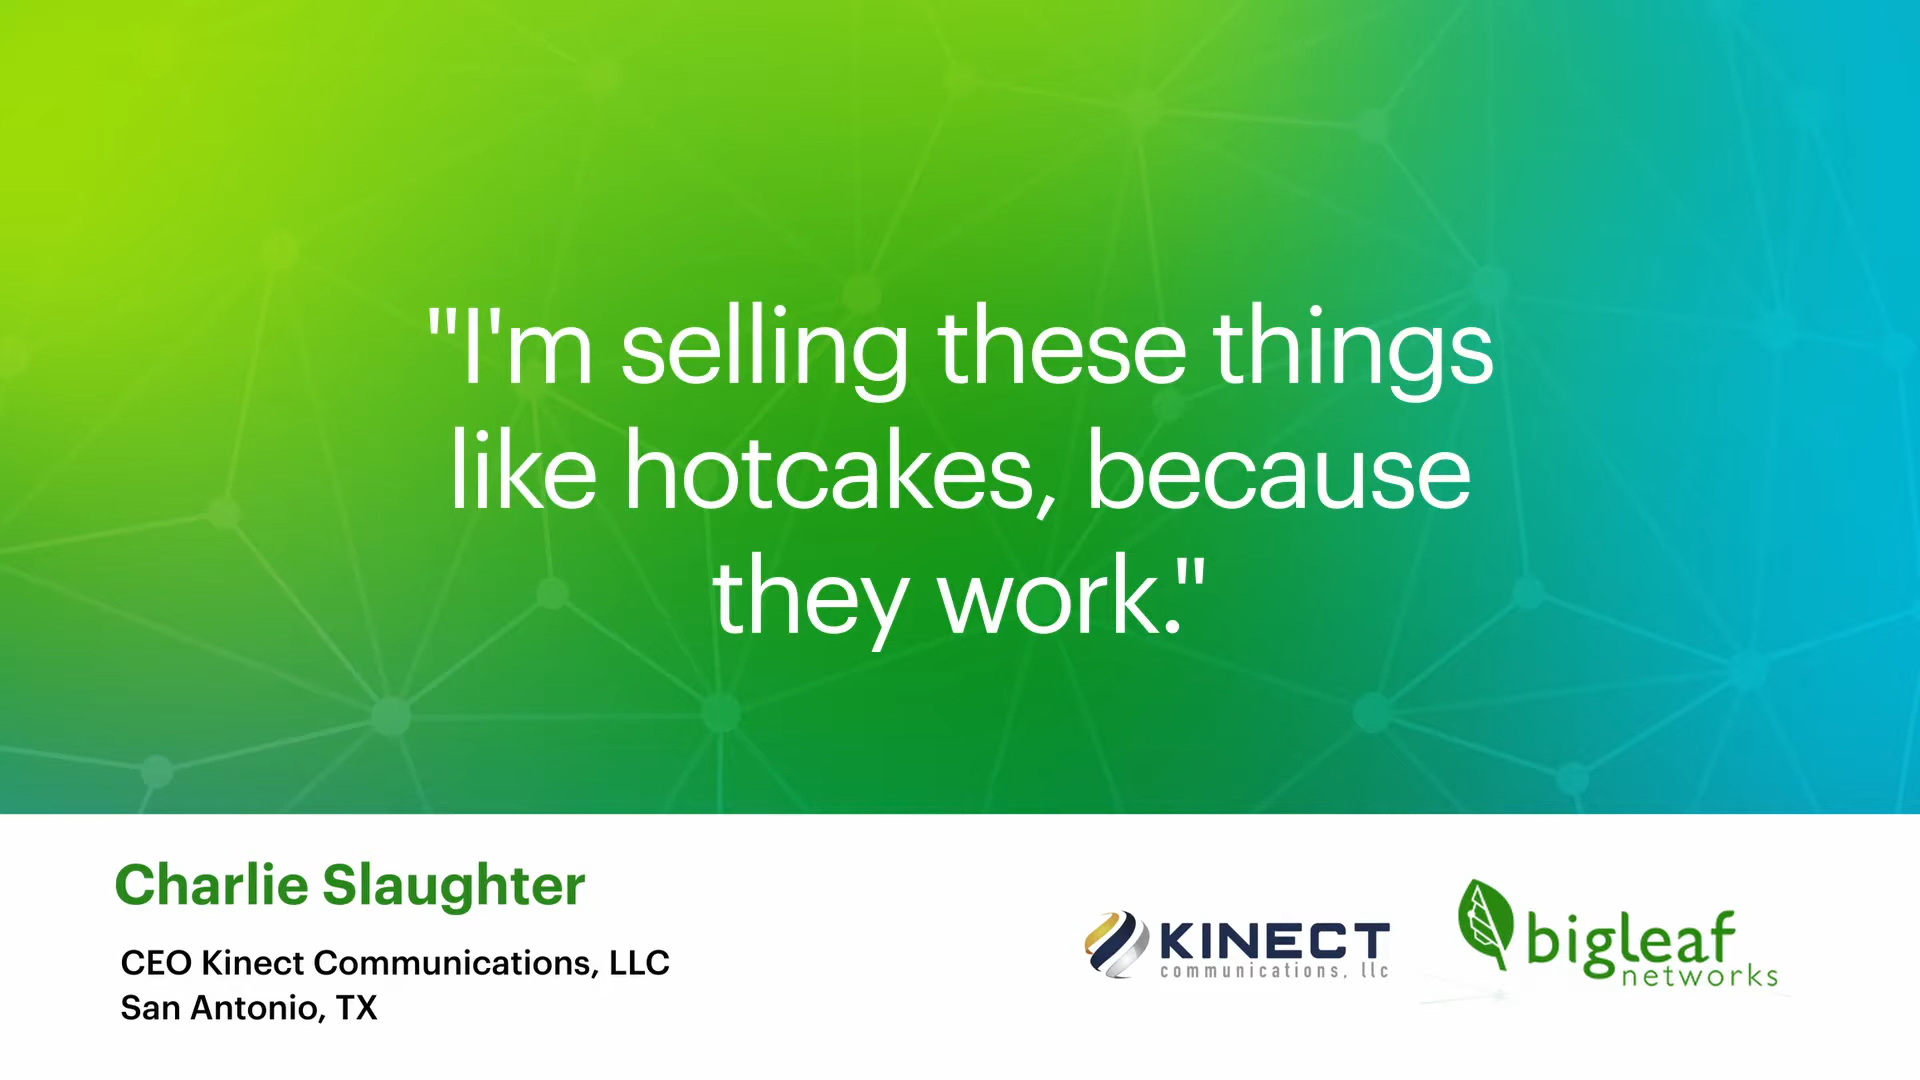 "I'm selling these things
like hotcakes, because
they work."
Charlie Slaughter
CEO Kinect Communications, LLC
San Antonio, TX
KINECT
communications, llc
bigleaf
networks